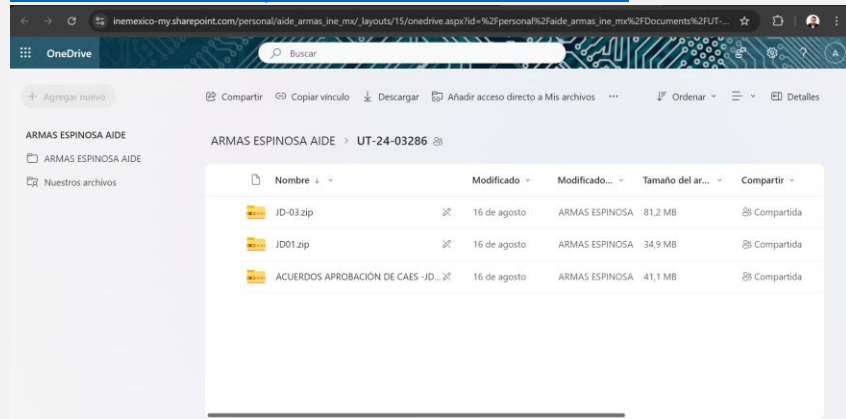 inemexico-my.sharepoint.com/personal/aide_armas_ine_mx/_layouts/15/onedrive.aspx?id=%2Fpersonal%2Faide_armas_ine_mx%2FDocuments%2FUT-...
OneDrive
Buscar
A
+ Agregar nuevo
Compartir Copiar vínculo Descargar Añadir acceso directo a Mis archivos ... Ordenar Detalles
ARMAS ESPINOSA AIDE
ARMAS ESPINOSA AIDE
Nuestros archivos
ARMAS ESPINOSA AIDE > UT-24-03286
Nombre Modificado Modificado... Tamaño del ar... Compartir
JD-03.zip 16 de agosto ARMAS ESPINOSA 81,2 MB Compartida
JD01.zip 16 de agosto ARMAS ESPINOSA 34,9 MB Compartida
ACUERDOS APROBACIÓN DE CAES -JD... 16 de agosto ARMAS ESPINOSA 41,1 MB Compartida